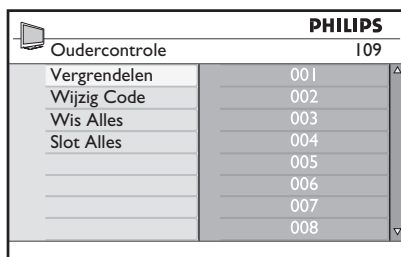 PHILIPS
Oudercontrole 109
Vergrendelen 001
Wijzig Code 002
Wis Alles 003
Slot Alles 004
005
006
007
008